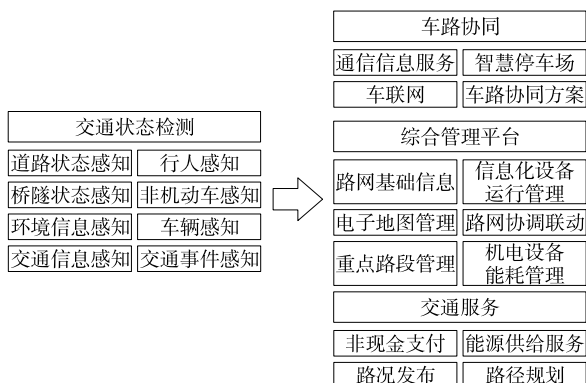 交通状态检测
道路状态感知 行人感知
桥隧状态感知 非机动车感知
环境信息感知 车辆感知
交通信息感知 交通事件感知
车路协同
通信信息服务 智慧停车场
车联网 车路协同方案
综合管理平台
路网基础信息 信息化设备
运行管理
电子地图管理 路网协调联动
重点路段管理 机电设备
能耗管理
交通服务
非现金支付 能源供给服务
路况发布 路径规划